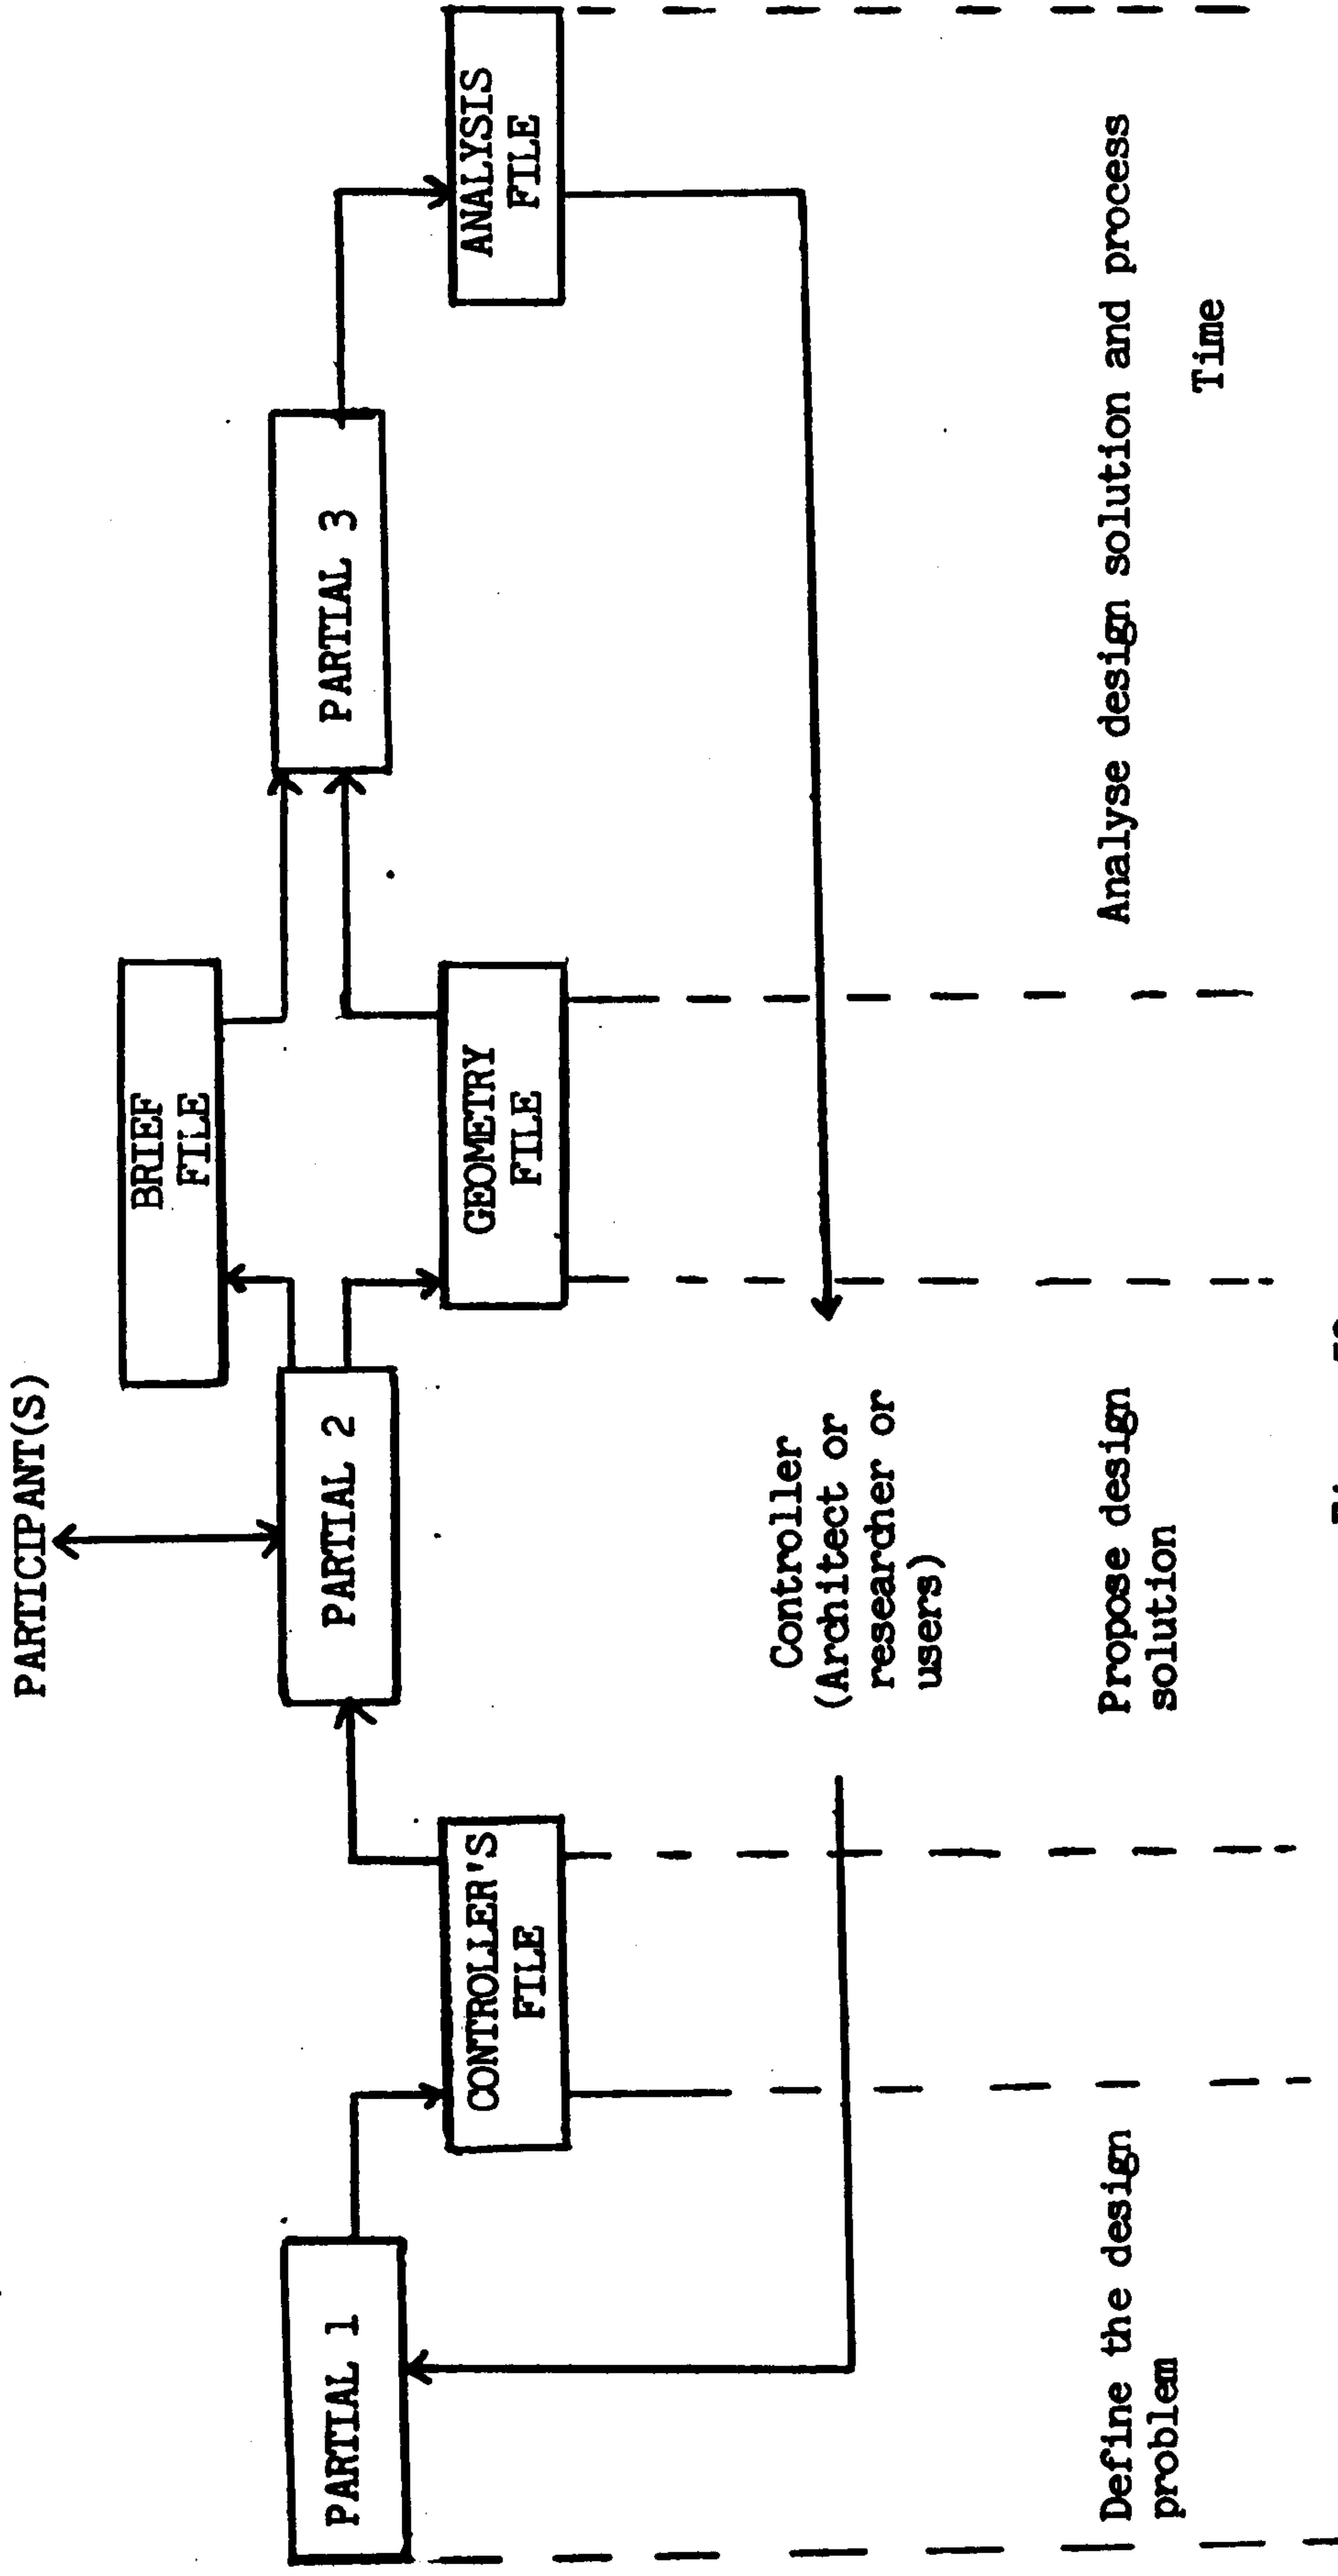 PARTICIPANT(S)
BRIEF
FILE
PARTIAL 1
PARTIAL 2
PARTIAL 3
CONTROLLER'S
FILE
GEOMETRY
FILE
ANALYSIS
FILE
Controller
(Architect or
researcher or
users)
Define the design
problem
Propose design
solution
Analyse design solution and process
Time